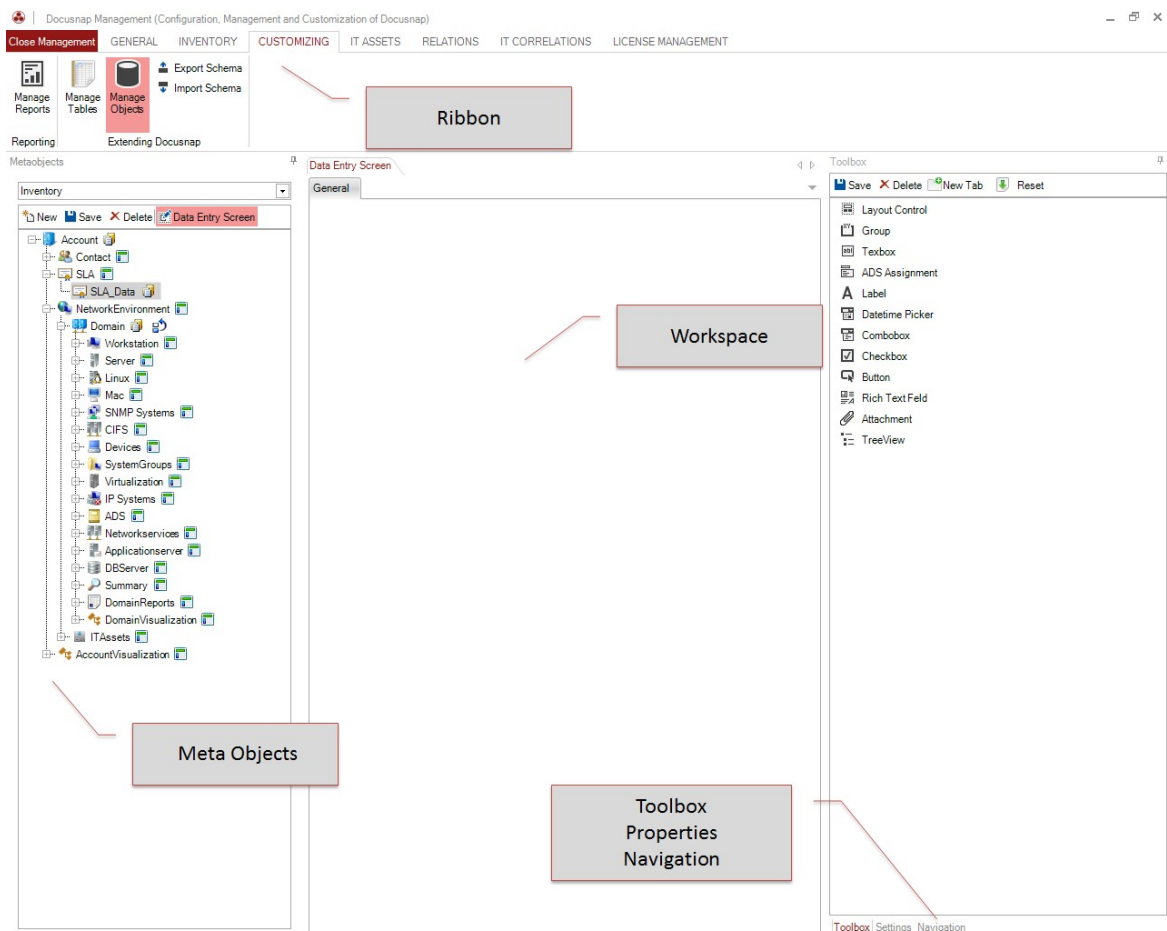 Docusnap Management (Configuration, Management and Customization of Docusnap)
Close Management GENERAL INVENTORY CUSTOMIZING IT ASSETS RELATIONS IT CORRELATIONS LICENSE MANAGEMENT
Manage Reports
Manage Tables
Manage Objects
Export Schema
Import Schema
Reporting
Extending Docusnap
Ribbon
Metaobjects
Inventory
New Save Delete Data Entry Screen
Account
Contact
SLA
SLA_Data
NetworkEnvironment
Domain
Workstation
Server
Linux
Mac
SNMP Systems
CIFS
Devices
SystemGroups
Virtualization
IP Systems
ADS
Networkservices
Applicationserver
DBServer
Summary
DomainReports
DomainVisualization
ITAssets
AccountVisualization
Meta Objects
Data Entry Screen
General
Workspace
Toolbox
Properties
Navigation
Toolbox
Save Delete New Tab Reset
Layout Control
Group
Texbox
ADS Assignment
Label
Datetime Picker
Combobox
Checkbox
Button
Rich Text Feld
Attachment
TreeView
Toolbox Settings Navigation